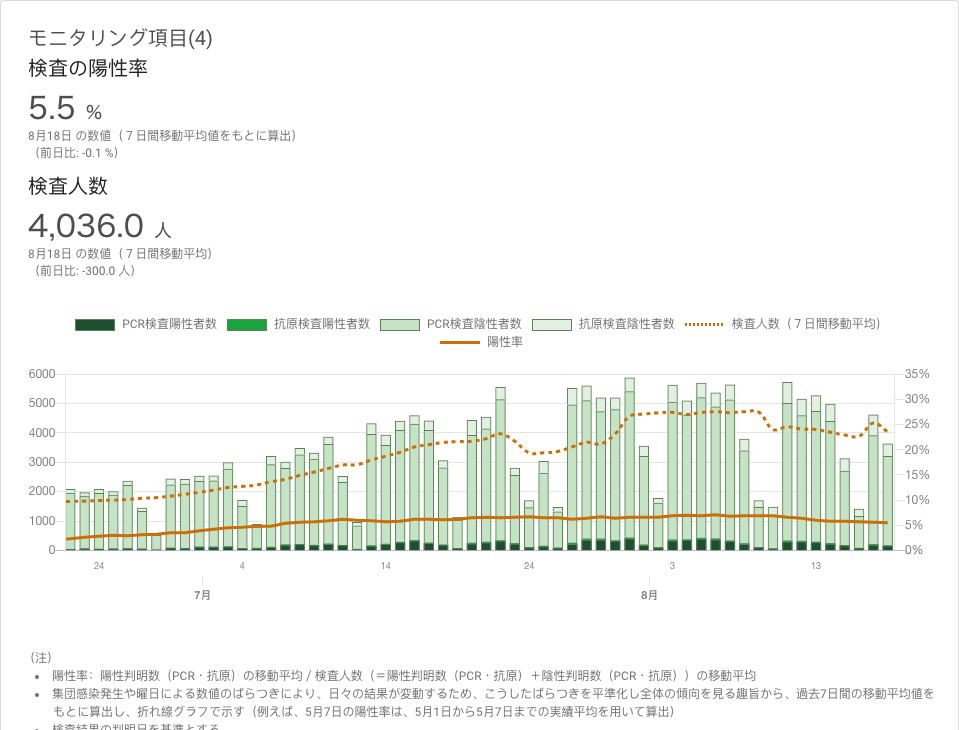 モニタリング項目(4)
検査の陽性率
5.5 %
8月18日 の数値（７日間移動平均値をもとに算出）
（前日比: -0.1 %）
検査人数
4,036.0 人
8月18日 の数値（７日間移動平均）
（前日比: -300.0 人）
PCR検査陽性者数 抗原検査陽性者数 PCR検査陰性者数 抗原検査陰性者数 検査人数（７日間移動平均）
陽性率
6000 35%
5000 30%
4000 25%
3000 20%
2000 15%
1000 10%
0 5%
0%
24 4 14 24 3 13
7月 8月
（注）
陽性率：陽性判明数（PCR・抗原）の移動平均 / 検査人数（＝陽性判明数（PCR・抗原）＋陰性判明数（PCR・抗原））の移動平均
集団感染発生や曜日による数値のばらつきにより、日々の結果が変動するため、こうしたばらつきを平準化し全体の傾向を見る趣旨から、過去7日間の移動平均値を
もとに算出し、折れ線グラフで示す（例えば、5月7日の陽性率は、5月1日から5月7日までの実績平均を用いて算出）
検査結果の判明日を基準とする